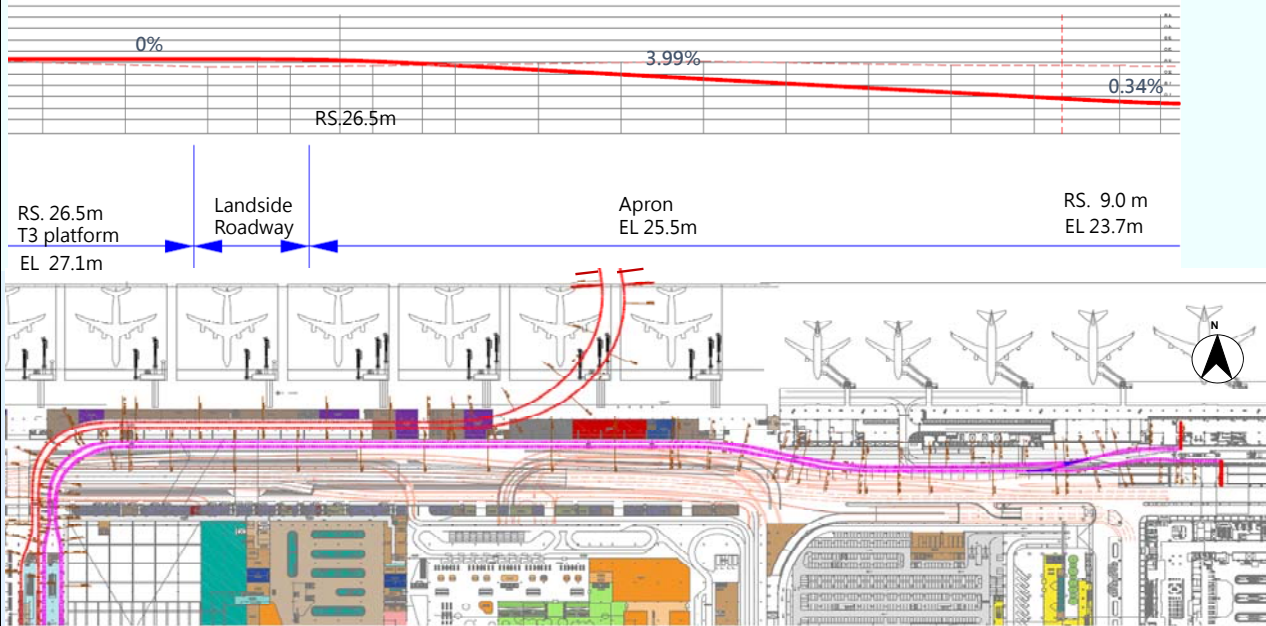 0%
3.99%
0.34%
RS.26.5m
RS. 26.5m
T3 platform
EL 27.1m
Landside
Roadway
Apron
EL 25.5m
RS. 9.0 m
EL 23.7m
N